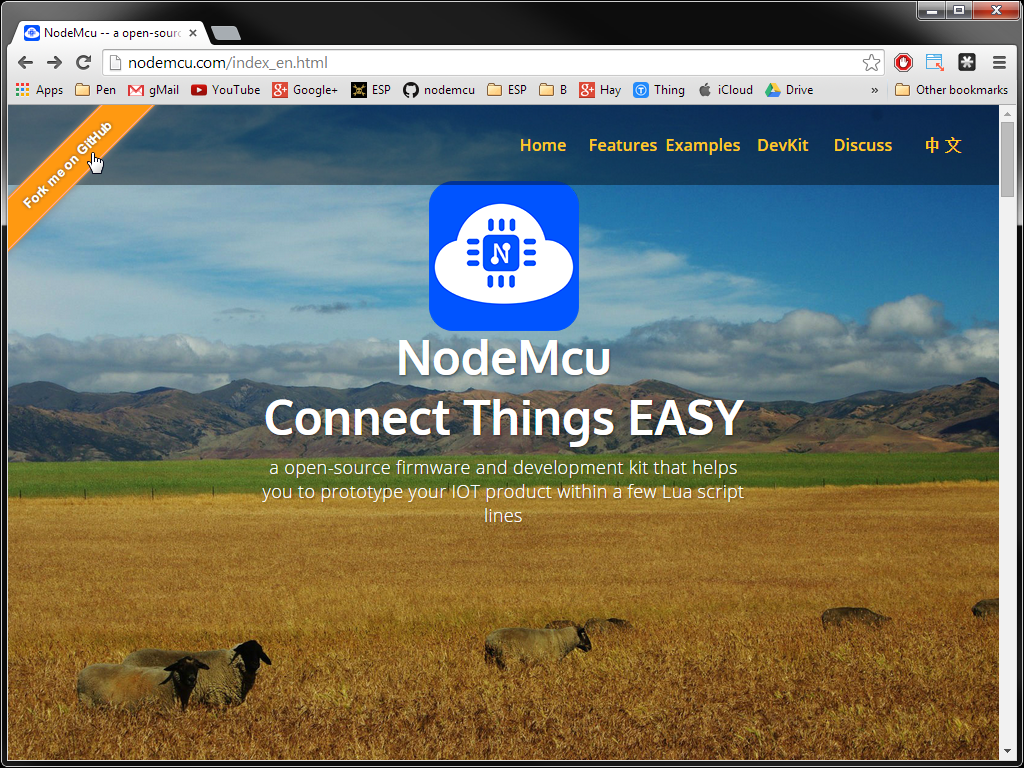 NodeMcu -- a open-sourc
nodemcu.com/index_en.html
Apps Pen gMail YouTube Google+ ESP nodemcu ESP B Hay Thing iCloud Drive » Other bookmarks
Fork me on GitHub
Home Features Examples DevKit Discuss 中文
N
NodeMcu
Connect Things EASY
a open-source firmware and development kit that helps
you to prototype your IOT product within a few Lua script
lines